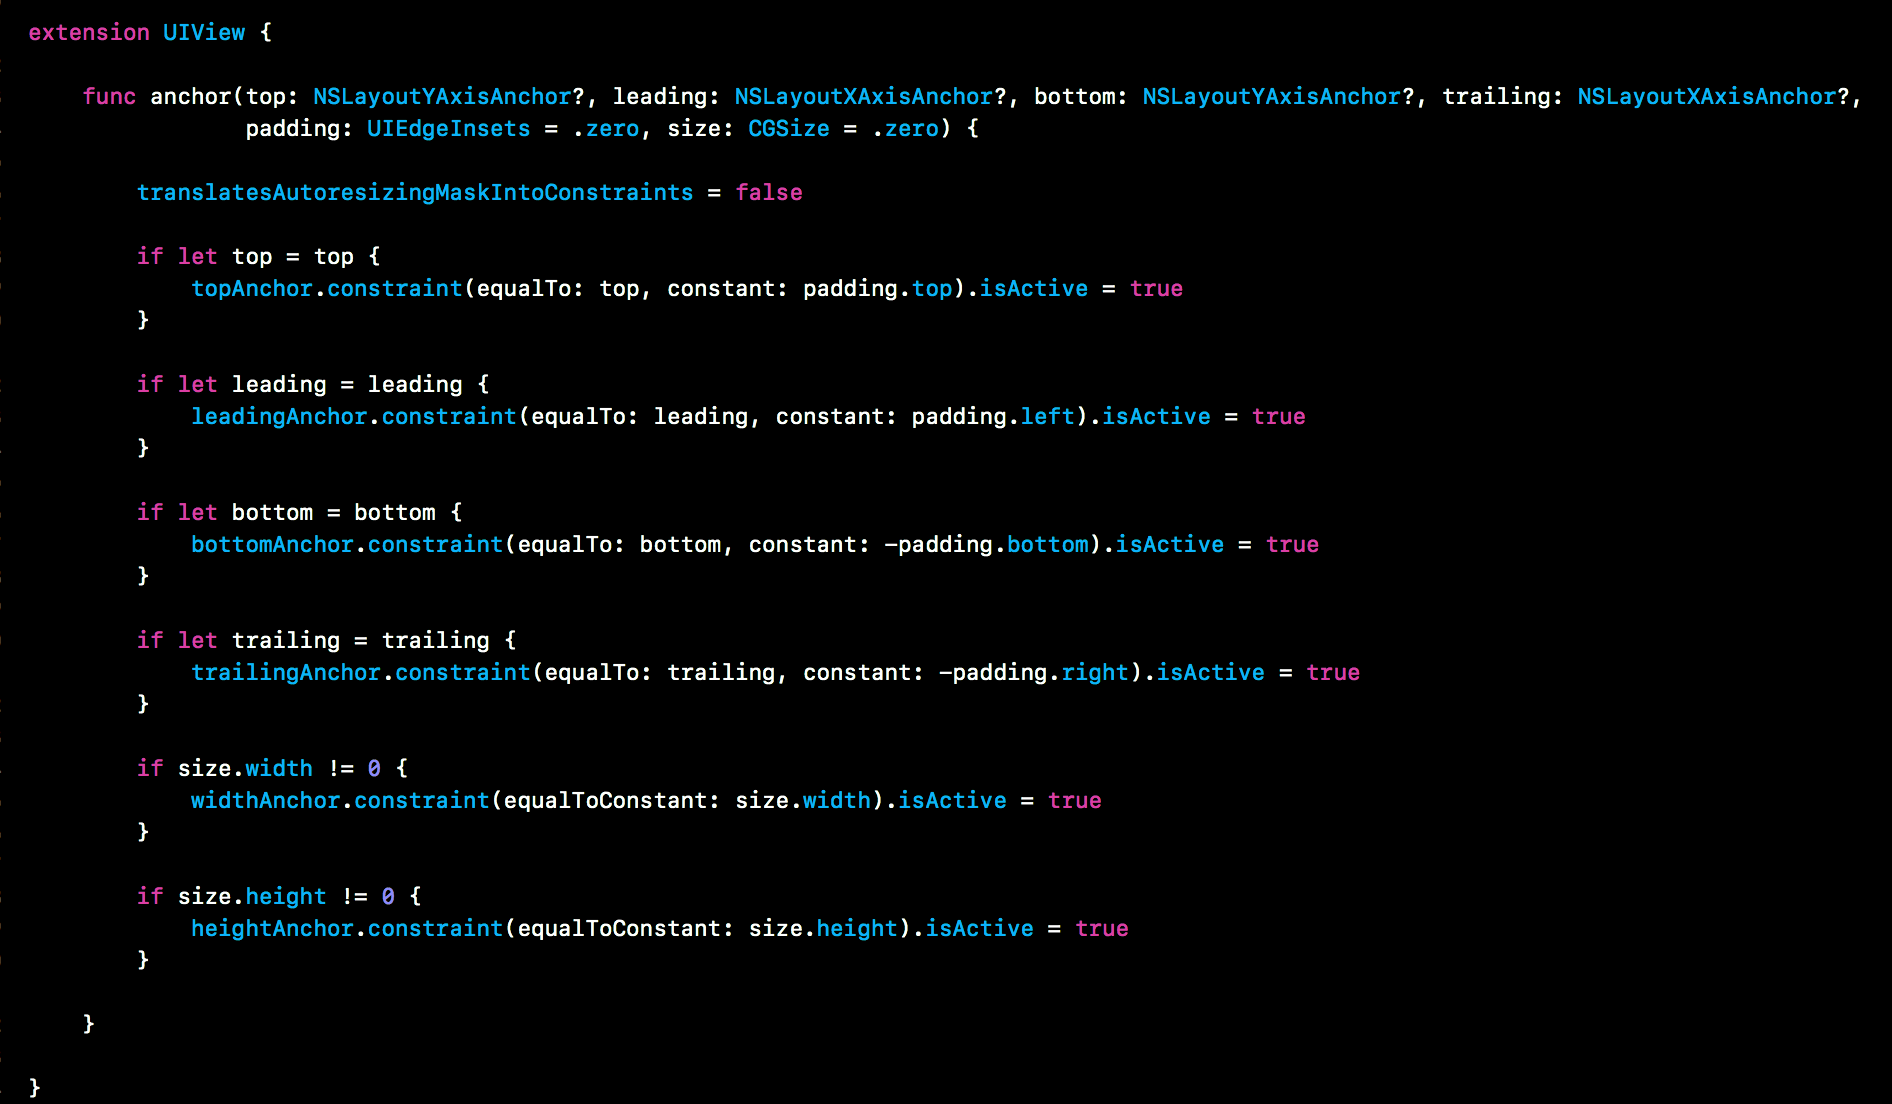 extension UIView {
func anchor(top: NSLayoutYAxisAnchor?, leading: NSLayoutXAxisAnchor?, bottom: NSLayoutYAxisAnchor?, trailing: NSLayoutXAxisAnchor?,
padding: UIEdgeInsets = .zero, size: CGSize = .zero) {
translatesAutoresizingMaskIntoConstraints = false
if let top = top {
topAnchor.constraint(equalTo: top, constant: padding.top).isActive = true
}
if let leading = leading {
leadingAnchor.constraint(equalTo: leading, constant: padding.left).isActive = true
}
if let bottom = bottom {
bottomAnchor.constraint(equalTo: bottom, constant: -padding.bottom).isActive = true
}
if let trailing = trailing {
trailingAnchor.constraint(equalTo: trailing, constant: -padding.right).isActive = true
}
if size.width != 0 {
widthAnchor.constraint(equalToConstant: size.width).isActive = true
}
if size.height != 0 {
heightAnchor.constraint(equalToConstant: size.height).isActive = true
}
}
}